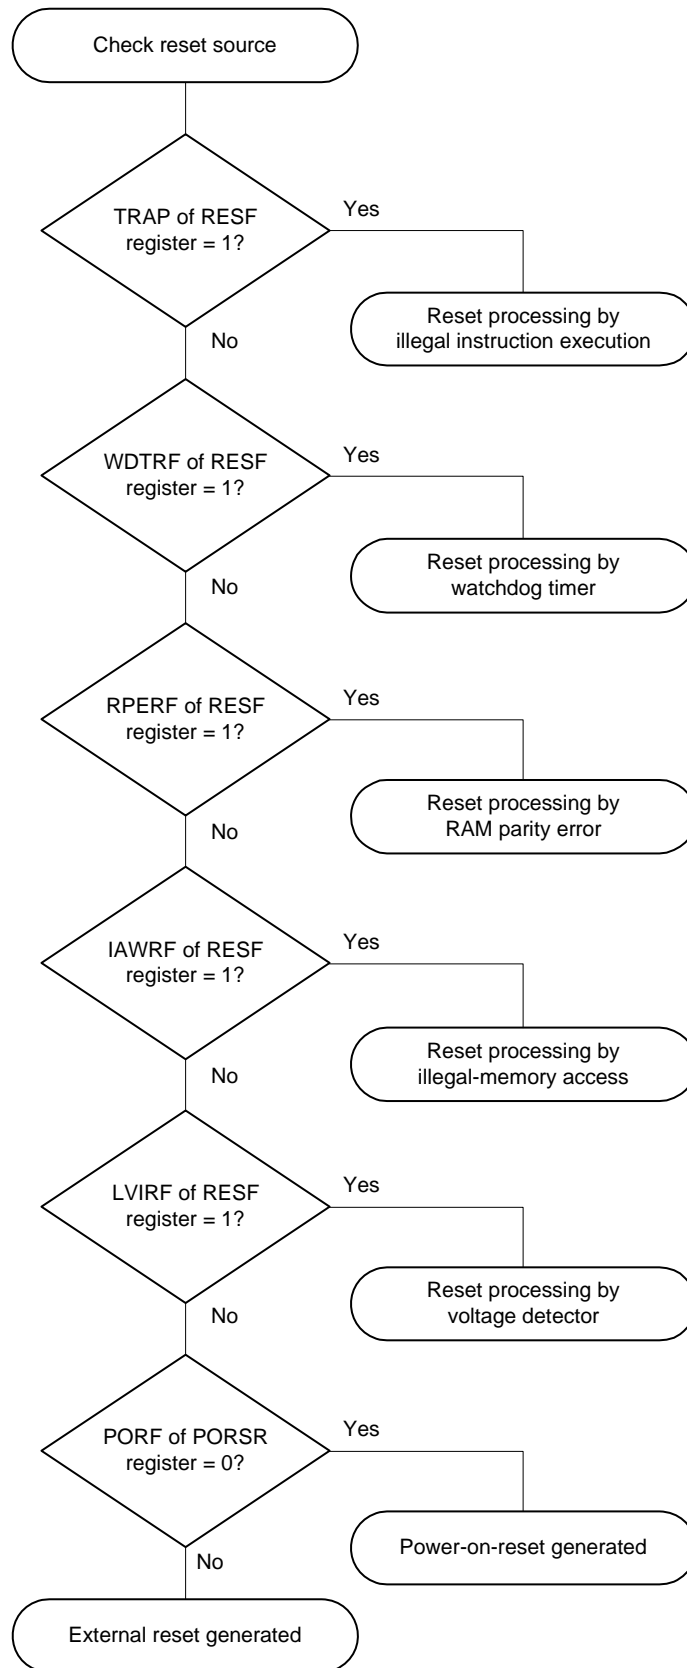 Check reset source
TRAP of RESF
register = 1?
Yes
Reset processing by
illegal instruction execution
No
WDTRF of RESF
register = 1?
Yes
Reset processing by
watchdog timer
No
RPERF of RESF
register = 1?
Yes
Reset processing by
RAM parity error
No
IAWRF of RESF
register = 1?
Yes
Reset processing by
illegal-memory access
No
LVIRF of RESF
register = 1?
Yes
Reset processing by
voltage detector
No
PORF of PORSR
register = 0?
Yes
Power-on-reset generated
No
External reset generated